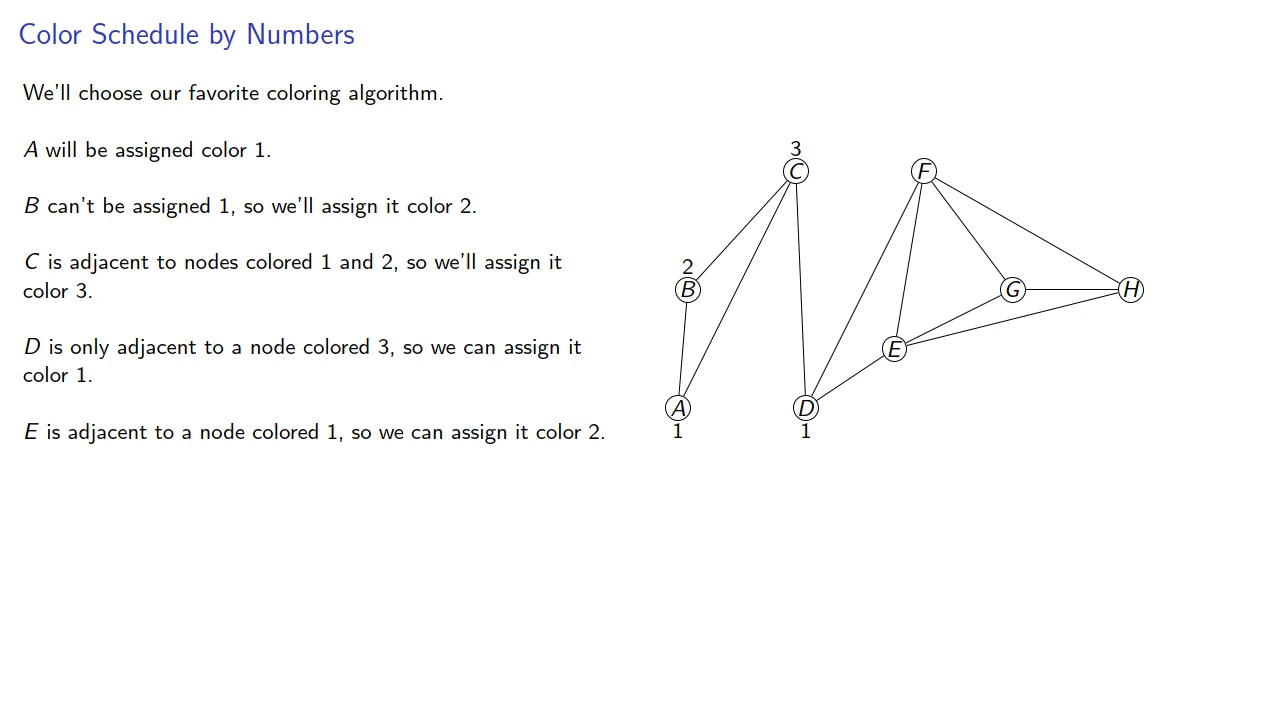 Color Schedule by Numbers
We'll choose our favorite coloring algorithm.
A will be assigned color 1.
B can't be assigned 1, so we'll assign it color 2.
C is adjacent to nodes colored 1 and 2, so we'll assign it
color 3.
D is only adjacent to a node colored 3, so we can assign it
color 1.
E is adjacent to a node colored 1, so we can assign it color 2.
3
C
F
2
B
G
H
E
A
D
1
1